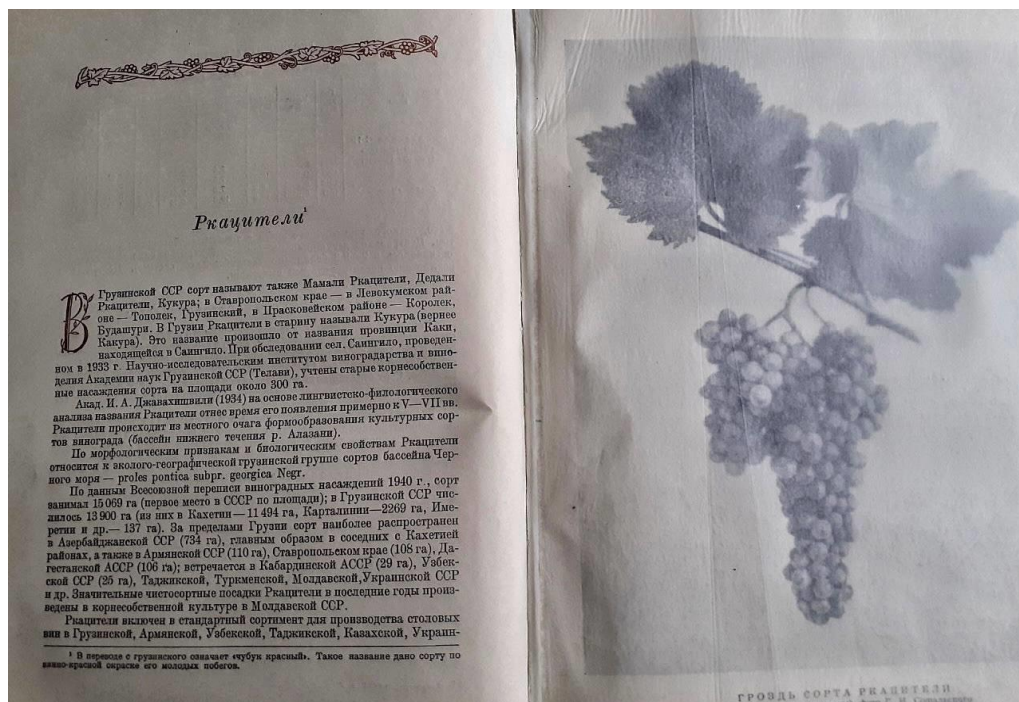 Ркацители¹
В Грузинской ССР сорт называют также Мамали Ркацители, Дедали
Ркацители, Кукура; в Ставропольском крае — в Левокумском рай-
оне — Тополек, Грузинский, в Прасковейском районе — Королек,
Будашури. В Грузии Ркацители в старину называли Кукура (вернее
Какура). Это название произошло от названия провинции Каки,
находящейся в Саингило. При обследовании сел. Саингило, проведен-
ном в 1933 г. Научно-исследовательским институтом виноградарства и вино-
делия Академии наук Грузинской ССР (Телави), учтены старые корнесобствен-
ные насаждения сорта на площади около 300 га.
Акад. И. А. Джавахишвили (1934) на основе лингвистско-филологического
анализа названия Ркацители отнес время его появления примерно к V—VII вв.
Ркацители происходит из местного очага формообразования культурных сор-
тов винограда (бассейн нижнего течения р. Алазани).
По морфологическим признакам и биологическим свойствам Ркацители
относится к эколого-географической грузинской группе сортов бассейна Чер-
ного моря — proles pontica subpr. georgica Negr.
По данным Всесоюзной переписи виноградных насаждений 1940 г., сорт
занимал 15 069 га (первое место в СССР по площади); в Грузинской ССР чис-
лилось 13 900 га (из них в Кахетии — 11 494 га, Карталинии — 2269 га, Име-
ретии и др. — 137 га). За пределами Грузии сорт наиболее распространен
в Азербайджанской ССР (734 га), главным образом в соседних с Кахетией
районах, а также в Армянской ССР (110 га), Ставропольском крае (108 га), Да-
гестанской АССР (106 га); встречается в Кабардинской АССР (29 га), Узбек-
ской ССР (25 га), Таджикской, Туркменской, Молдавской, Украинской ССР
и др. Значительные чистосортные посадки Ркацители в последние годы произ-
ведены в корнесобственной культуре в Молдавской ССР.
Ркацители включен в стандартный сортимент для производства столовых
вин в Грузинской, Армянской, Узбекской, Таджикской, Казахской, Украин-
¹ В переводе с грузинского означает «чубук красный». Такое название дано сорту по
винно-красной окраске его молодых побегов.
ГРОЗДЬ СОРТА РКАЦИТЕЛИ